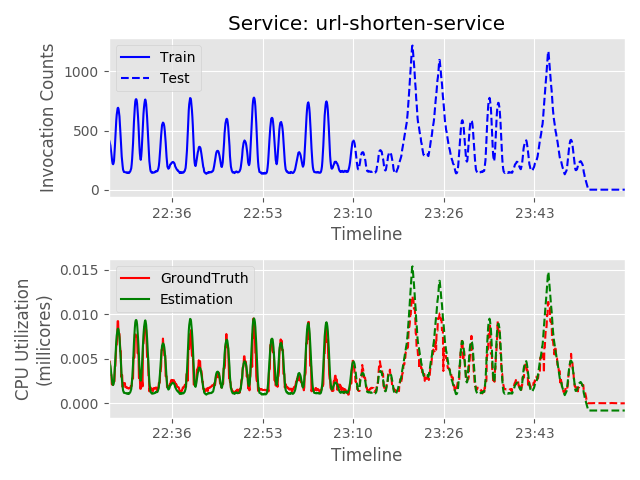 Service: url-shorten-service
Invocation Counts
1000
500
0
Train
Test
22:36 22:53 23:10 23:26 23:43
Timeline
CPU Utilization
(millicores)
0.015
0.010
0.005
0.000
GroundTruth
Estimation
22:36 22:53 23:10 23:26 23:43
Timeline